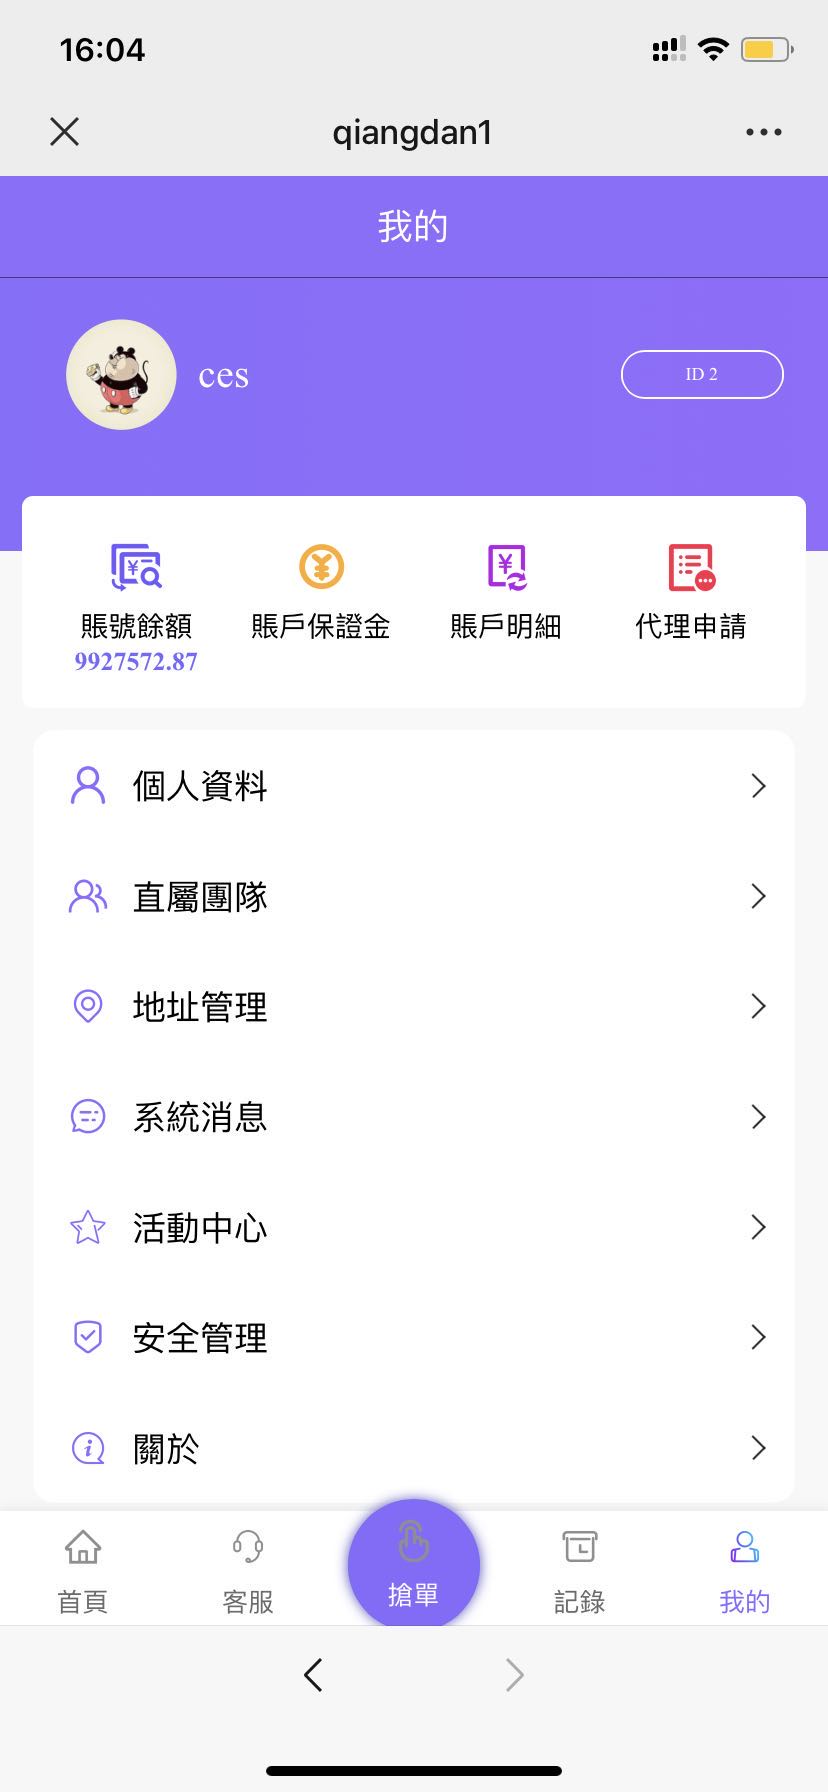 16:04
qiangdan1
我的
ces
ID 2
賬號餘額
賬戶保證金
賬戶明細
代理申請
9927572.87
個人資料
直屬團隊
地址管理
系統消息
活動中心
安全管理
關於
首頁
客服
搶單
記錄
我的